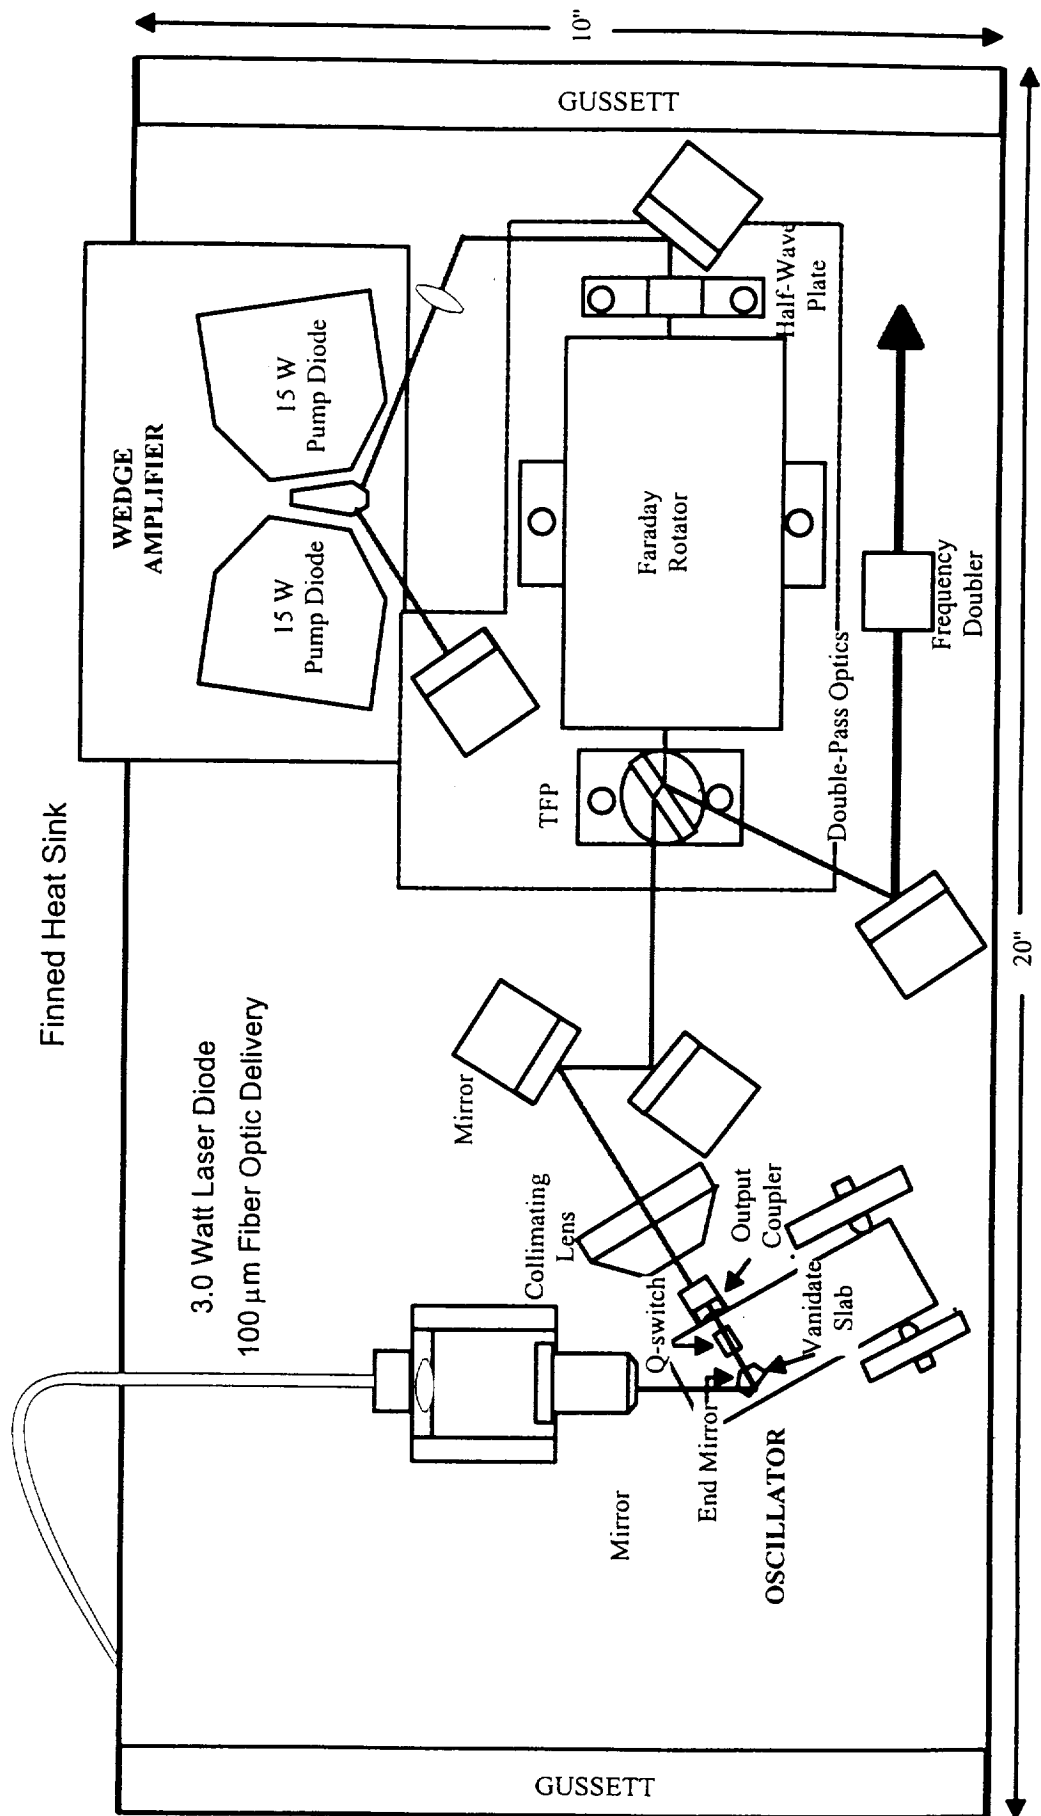 Finned Heat Sink
3.0 Watt Laser Diode
100 μm Fiber Optic Delivery
WEDGE
AMPLIFIER
15 W
Pump Diode
15 W
Pump Diode
GUSSETT
GUSSETT
10"
20"
Mirror
Collimating
Lens
TFP
Faraday
Rotator
Half-Wave
Plate
Double-Pass Optics
Frequency
Doubler
Mirror
Q-switch
Output
Coupler
End Mirror
Vanidate
Slab
OSCILLATOR